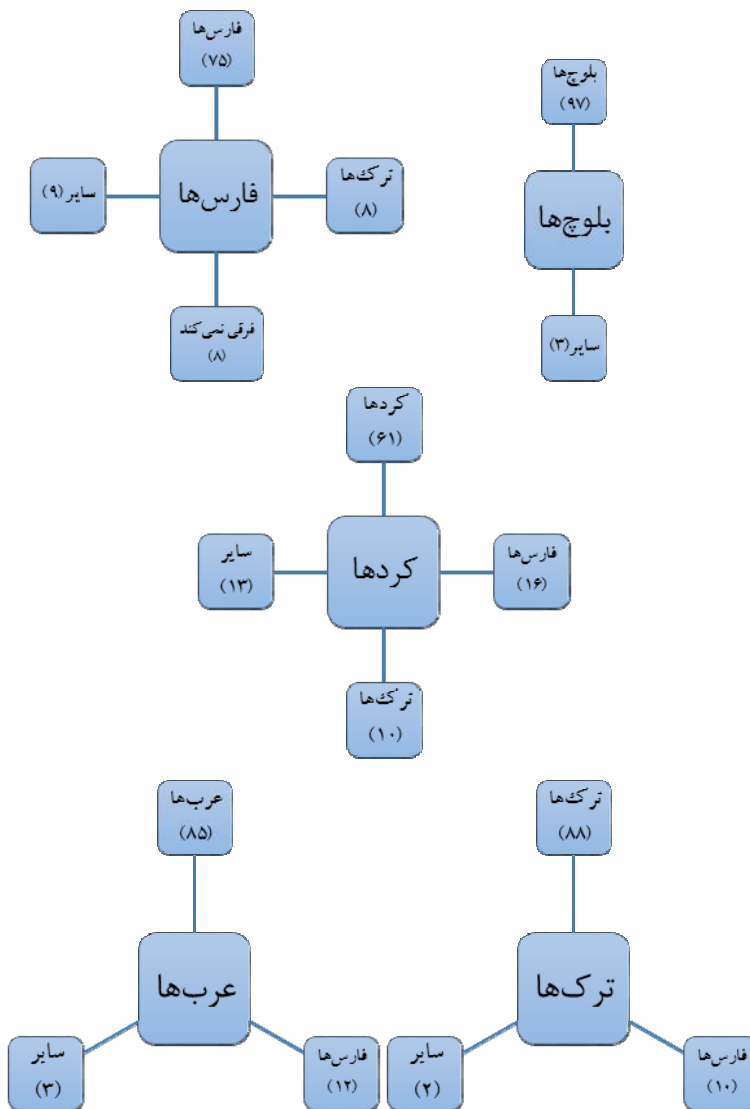 فارس‌ها
(۷۵)
بلوچ‌ها
(۹۷)
سایر (۹)
فارس‌ها
ترک‌ها
(۸)
بلوچ‌ها
فرقی نمی‌کند
(۸)
سایر (۳)
کردها
(۶۱)
سایر
(۱۳)
کردها
فارس‌ها
(۱۶)
ترک‌ها
(۱۰)
عرب‌ها
(۸۵)
ترک‌ها
(۸۸)
عرب‌ها
ترک‌ها
سایر
(۳)
فارس‌ها
(۱۲)
سایر
(۲)
فارس‌ها
(۱۰)